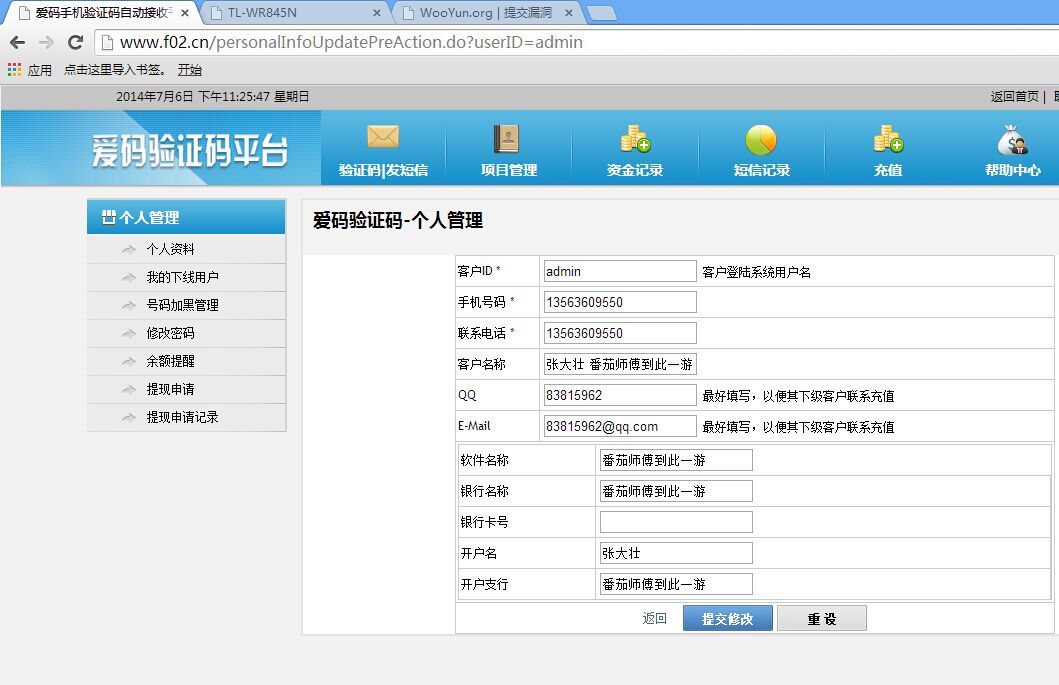 爱码手机验证码自动接收 TL-WR845N WooYun.org | 提交漏洞
www.f02.cn/personalInfoUpdatePreAction.do?userID=admin
应用 点击这里导入书签。 开始
2014年7月6日 下午11:25:47 星期日 返回首页 |
爱码验证码平台
验证码|发短信 项目管理 资金记录 短信记录 充值 帮助中心
个人管理
个人资料
我的下线用户
号码加黑管理
修改密码
余额提醒
提现申请
提现申请记录
爱码验证码-个人管理
客户ID * admin 客户登陆系统用户名
手机号码 * 13563609550
联系电话 * 13563609550
客户名称 张大壮 番茄师傅到此一游
QQ 83815962 最好填写，以便其下级客户联系充值
E-Mail 83815962@qq.com 最好填写，以便其下级客户联系充值
软件名称 番茄师傅到此一游
银行名称 番茄师傅到此一游
银行卡号
开户名 张大壮
开户支行 番茄师傅到此一游
返回 提交修改 重 设